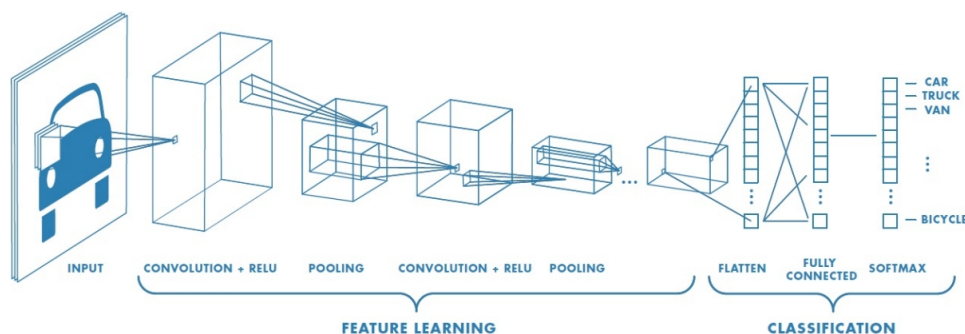 CAR
TRUCK
VAN
BICYCLE
INPUT
CONVOLUTION + RELU
POOLING
CONVOLUTION + RELU
POOLING
FLATTEN
FULLY
CONNECTED
SOFTMAX
FEATURE LEARNING
CLASSIFICATION